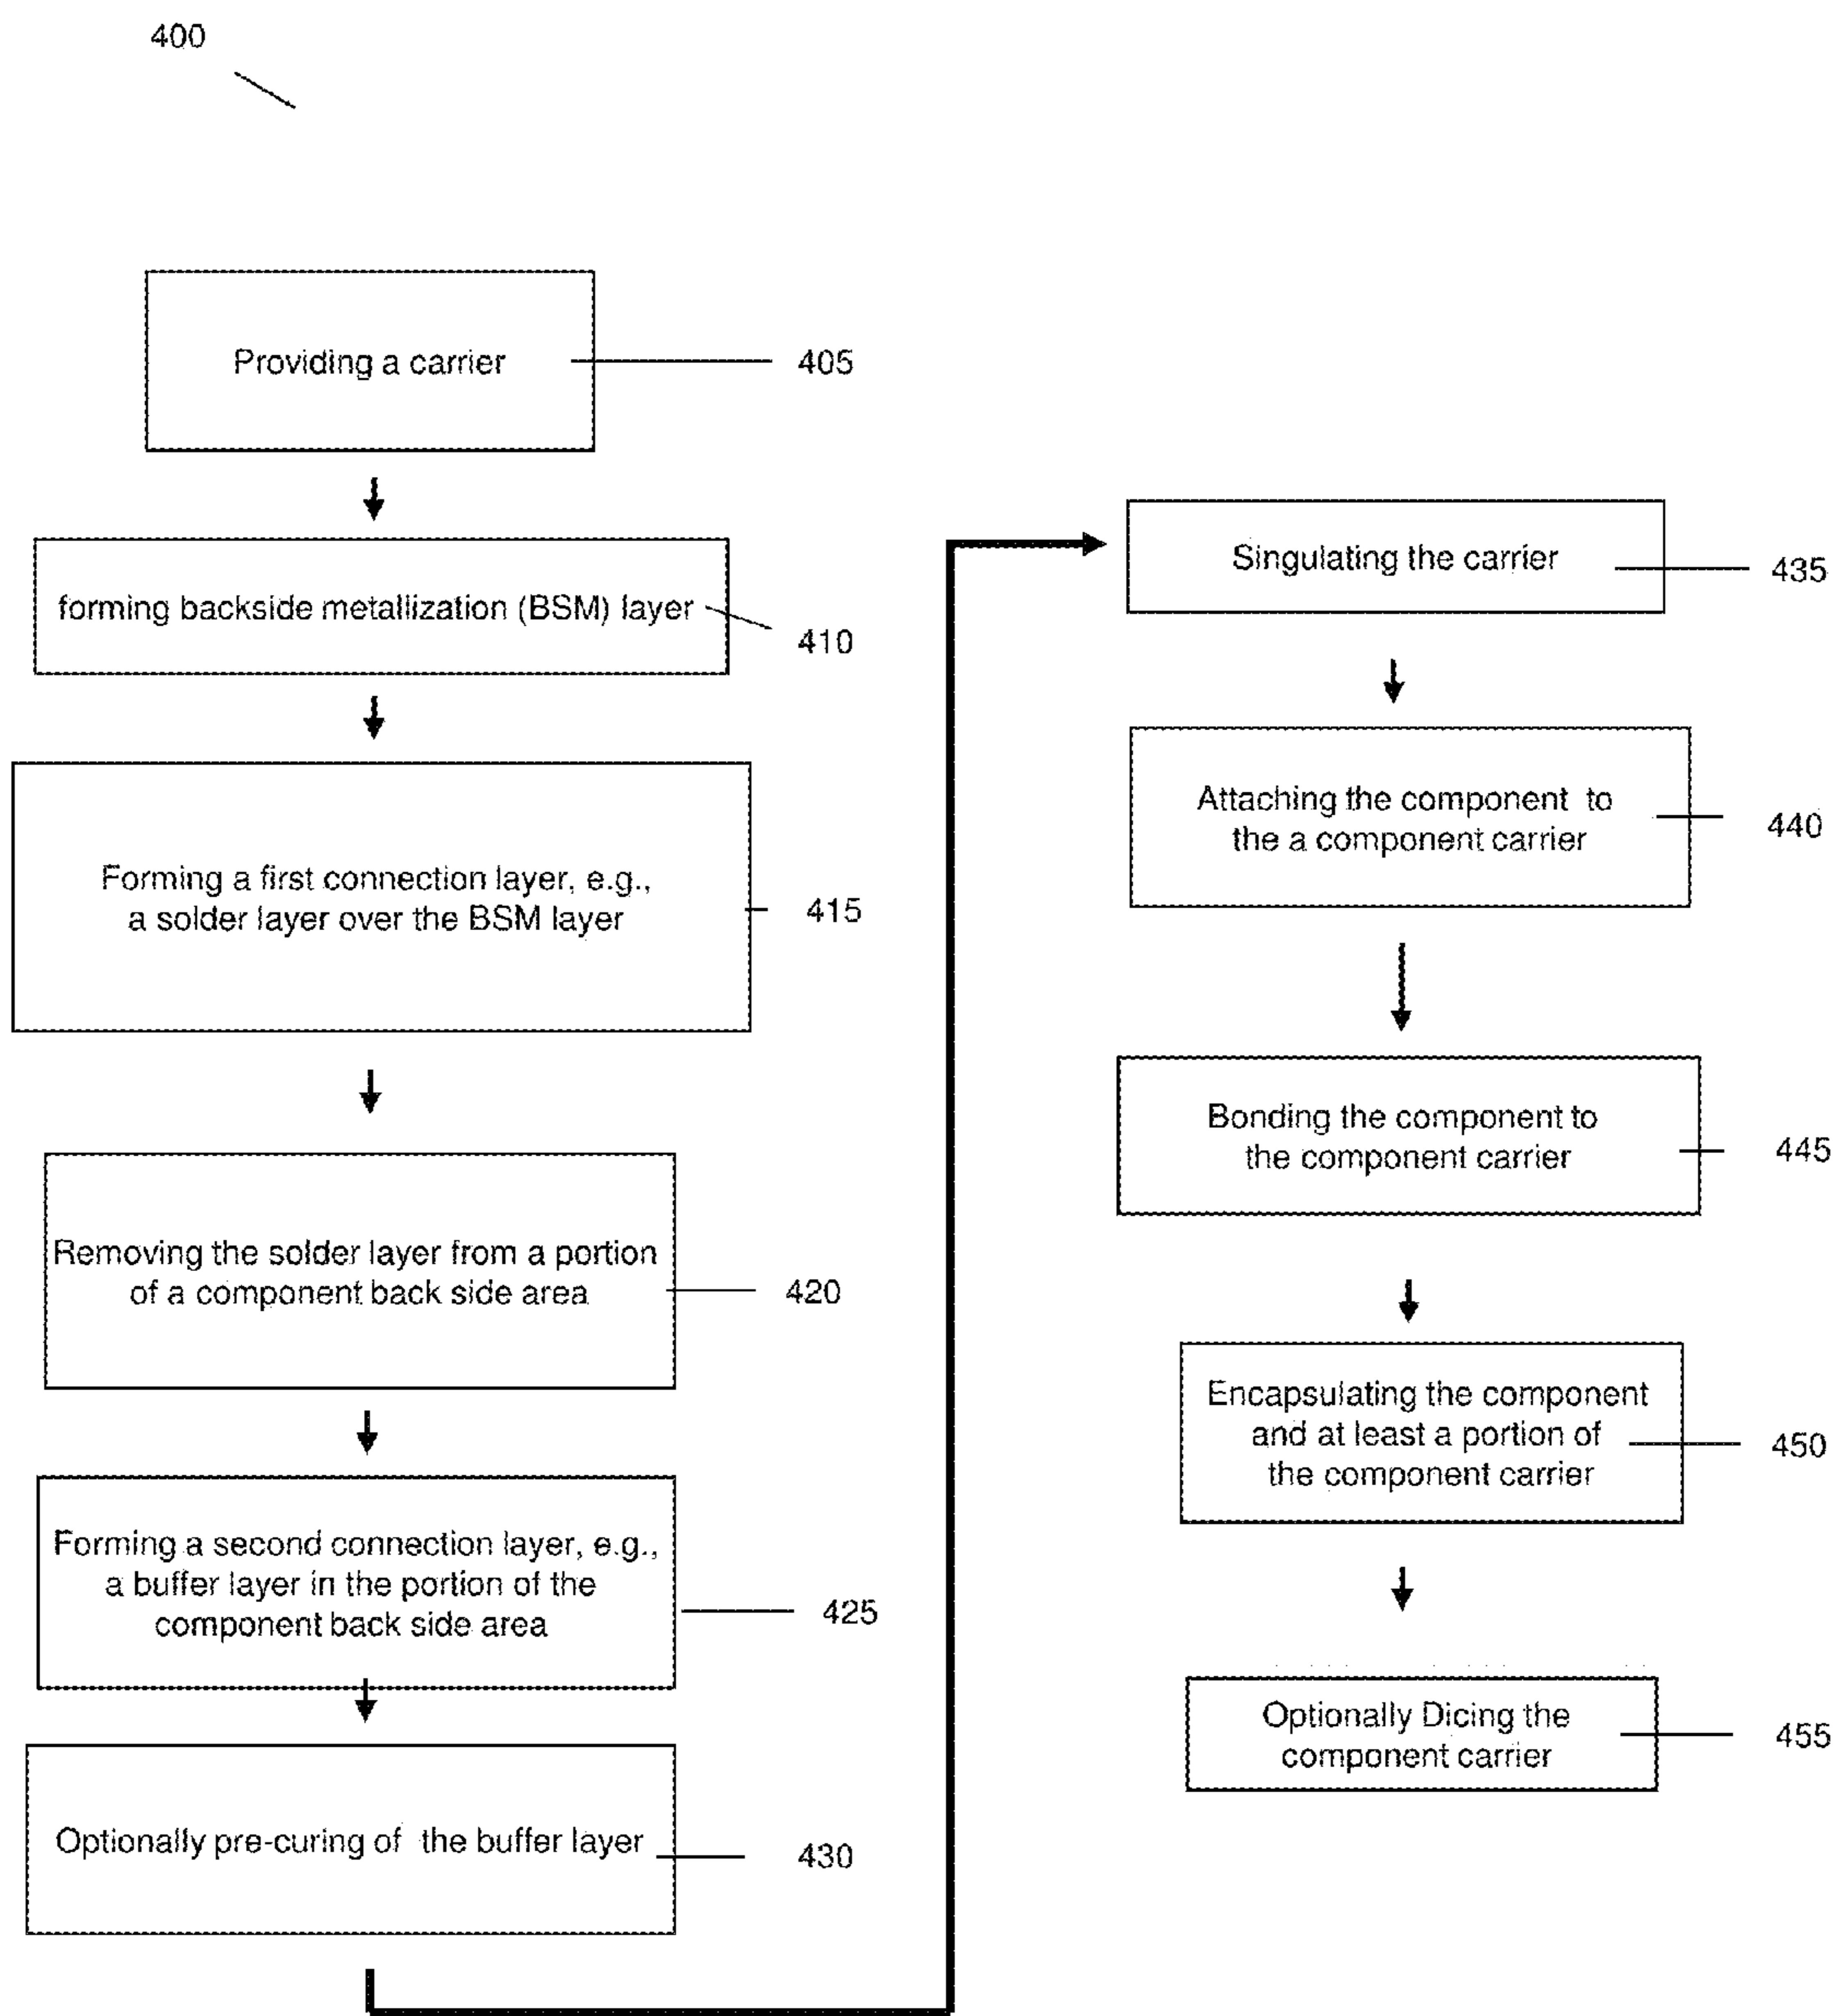 400
Providing a carrier
405
forming backside metallization (BSM) layer
410
Forming a first connection layer, e.g.,
a solder layer over the BSM layer
415
Removing the solder layer from a portion
of a component back side area
420
Forming a second connection layer, e.g.,
a buffer layer in the portion of the
component back side area
425
Optionally pre-curing of the buffer layer
430
Singulating the carrier
435
Attaching the component to
the a component carrier
440
Bonding the component to
the component carrier
445
Encapsulating the component
and at least a portion of
the component carrier
450
Optionally Dicing the
component carrier
455